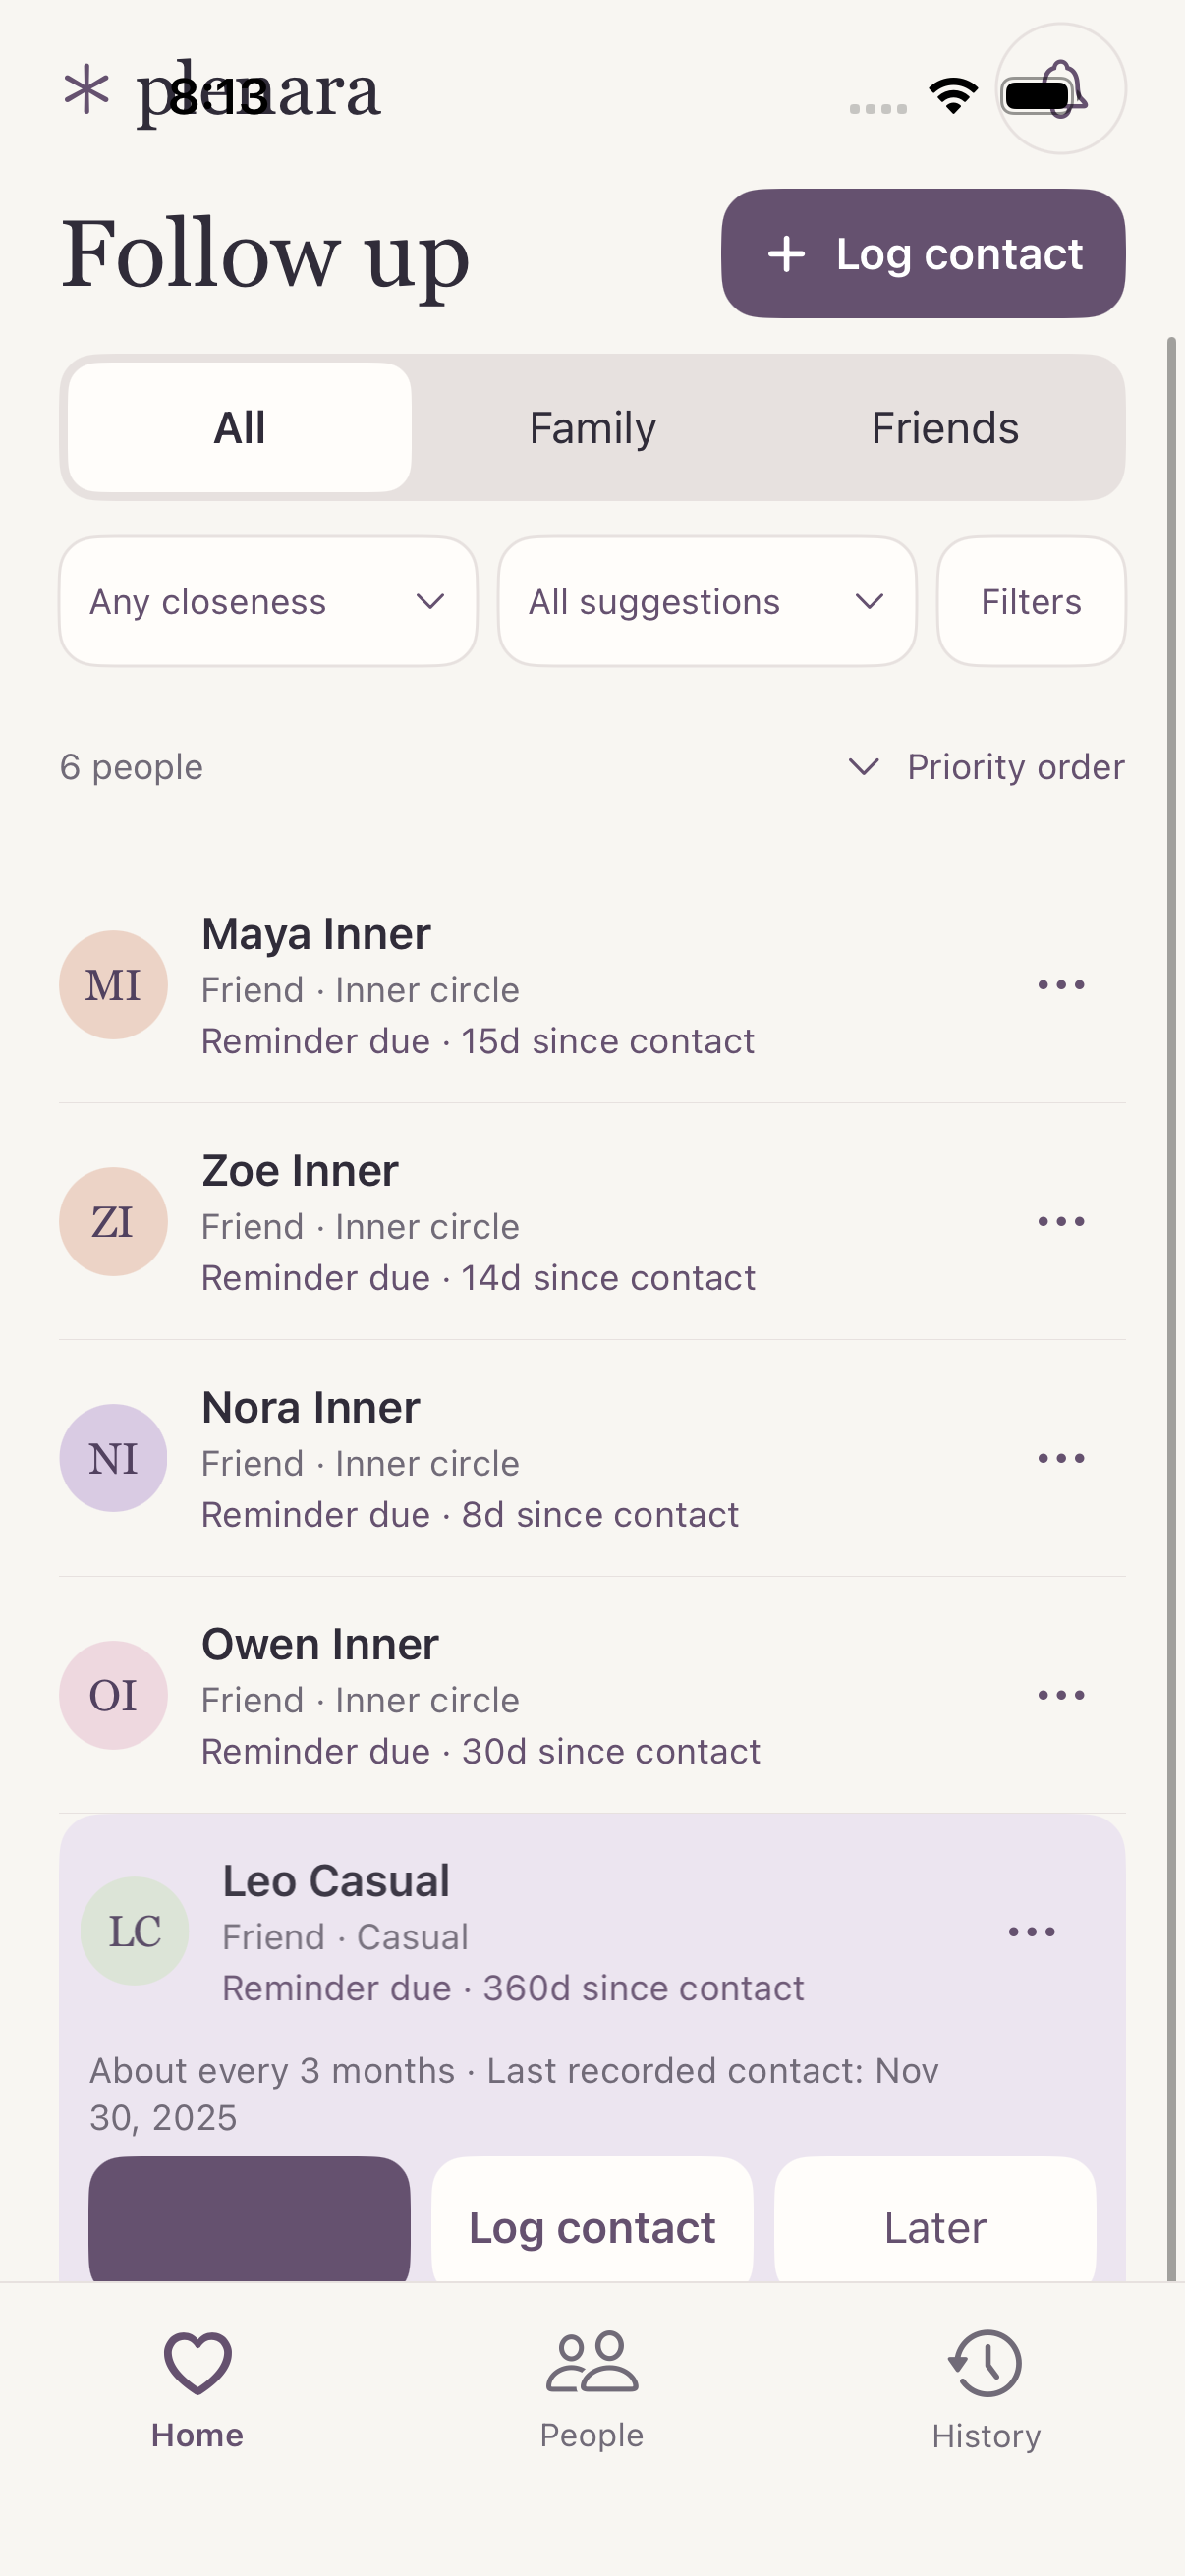 plenara
8:13
Follow up
+ Log contact
All
Family
Friends
Any closeness
All suggestions
Filters
6 people
Priority order
MI
Maya Inner
Friend · Inner circle
Reminder due · 15d since contact
ZI
Zoe Inner
Friend · Inner circle
Reminder due · 14d since contact
NI
Nora Inner
Friend · Inner circle
Reminder due · 8d since contact
OI
Owen Inner
Friend · Inner circle
Reminder due · 30d since contact
LC
Leo Casual
Friend · Casual
Reminder due · 360d since contact
About every 3 months · Last recorded contact: Nov
30, 2025
Log contact
Later
Home
People
History